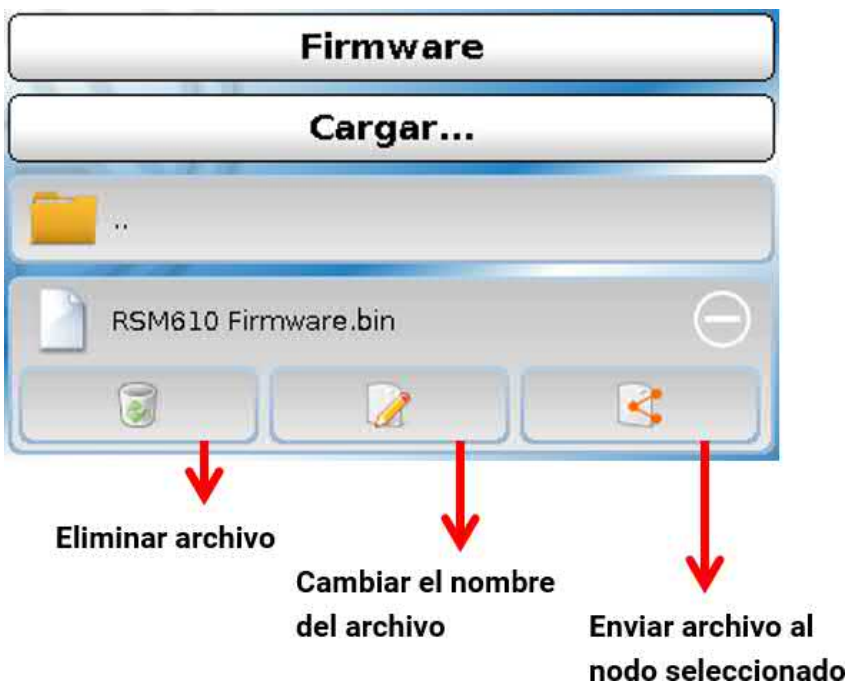 Firmware
Cargar...
..
RSM610 Firmware.bin
Eliminar archivo
Cambiar el nombre
del archivo
Enviar archivo al
nodo seleccionado